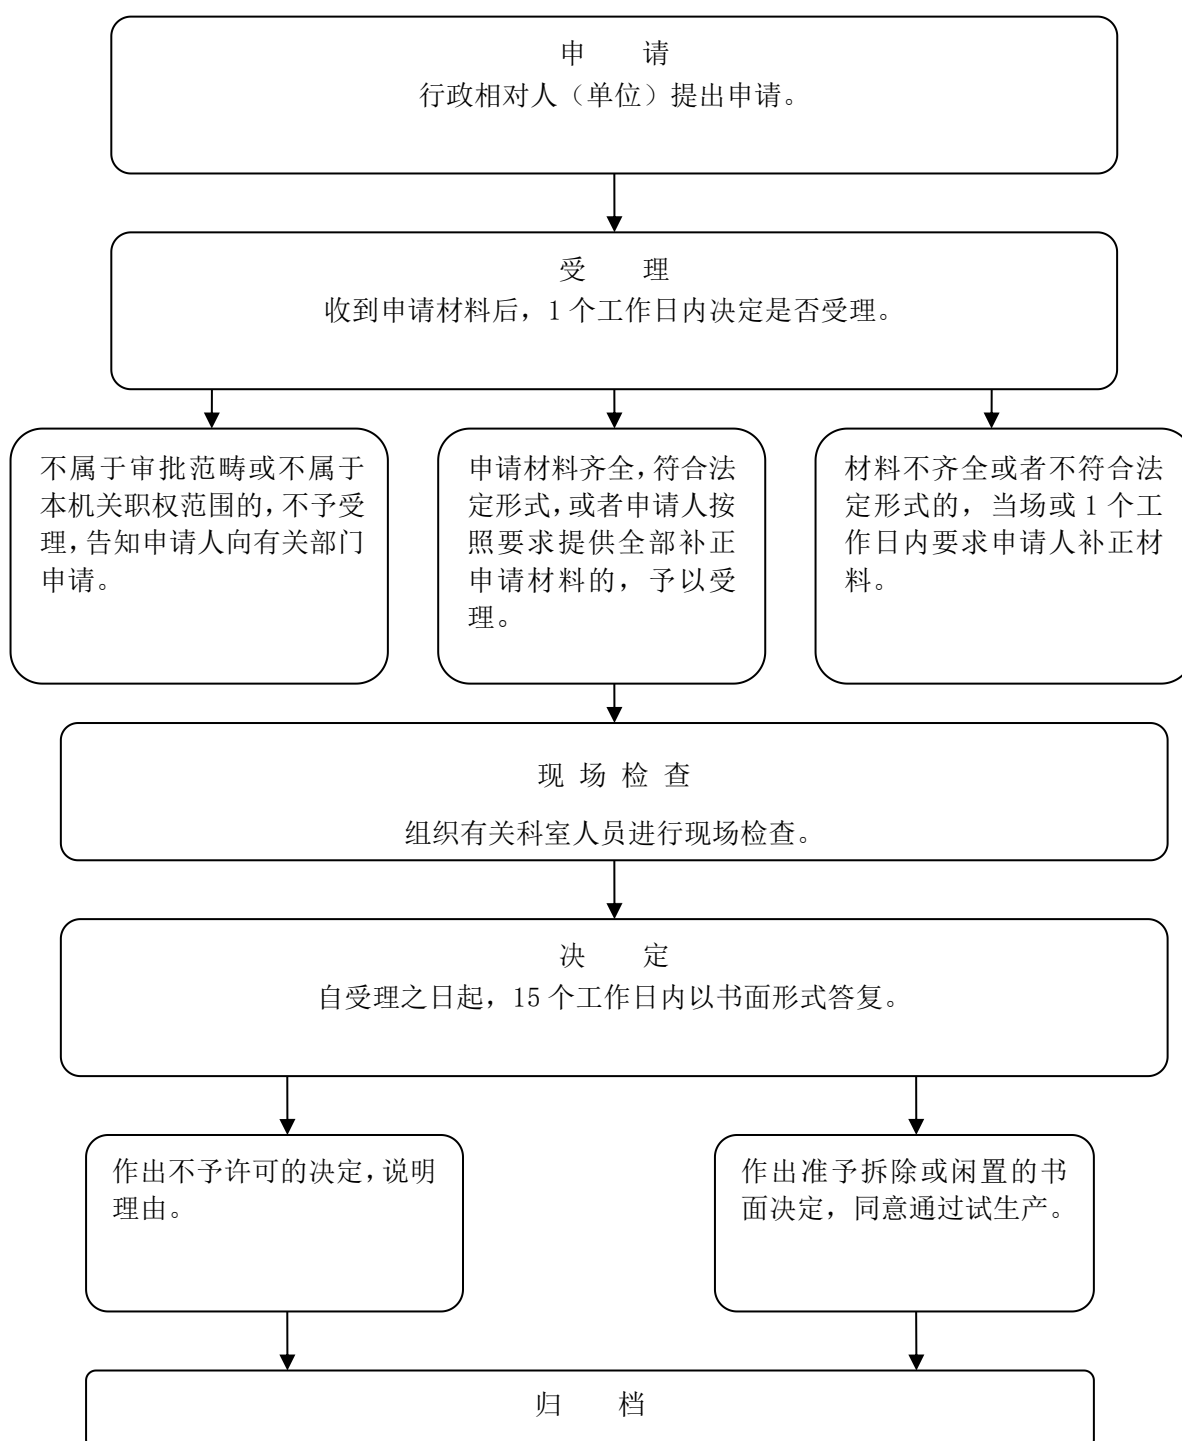 申 请
行政相对人（单位）提出申请。
受 理
收到申请材料后，1 个工作日内决定是否受理。
不属于审批范畴或不属于
本机关职权范围的，不予受
理，告知申请人向有关部门
申请。
申请材料齐全，符合法
定形式，或者申请人按
照要求提供全部补正
申请材料的，予以受
理。
材料不齐全或者不符合法
定形式的，当场或 1 个工
作日内要求申请人补正材
料。
现 场 检 查
组织有关科室人员进行现场检查。
决 定
自受理之日起，15 个工作日内以书面形式答复。
作出不予许可的决定，说明
理由。
作出准予拆除或闲置的书
面决定，同意通过试生产。
归 档